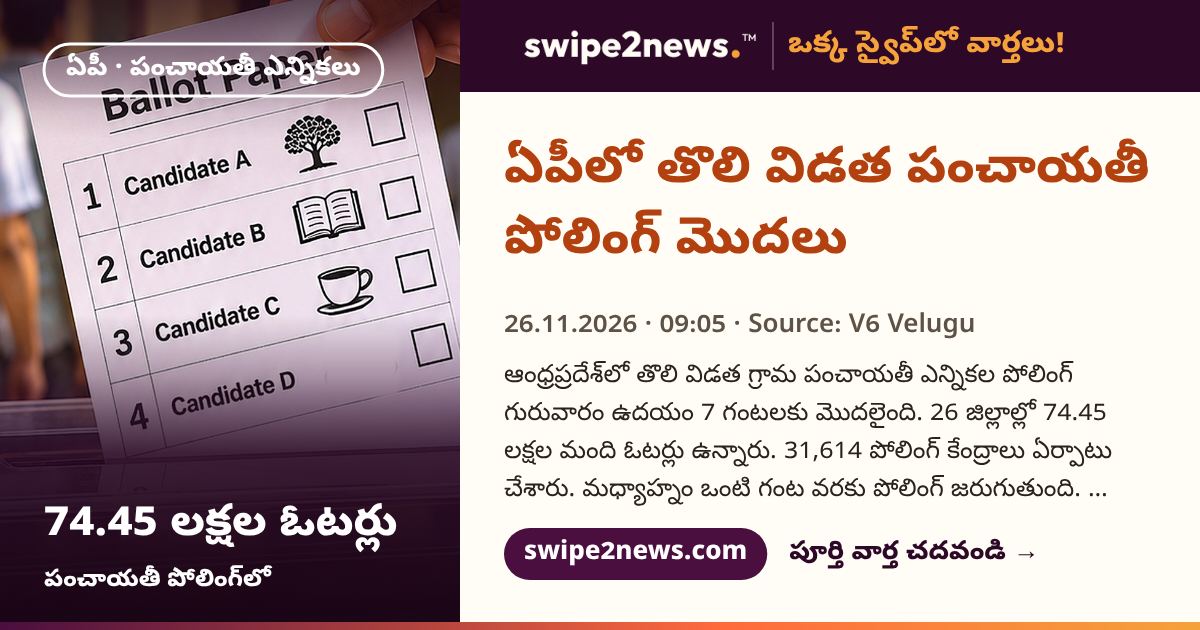 ఏపీ · పంచాయతీ ఎన్నికలు
Ballot Paper
1 Candidate A
2 Candidate B
3 Candidate C
4 Candidate D
74.45 లక్షల ఓటర్లు
పంచాయతీ పోలింగ్‌లో
swipe2news.™ ఒక్క స్వైప్‌లో వార్తలు!
ఏపీలో తొలి విడత పంచాయతీ
పోలింగ్ మొదలు
26.11.2026 · 09:05 · Source: V6 Velugu
ఆంధ్రప్రదేశ్‌లో తొలి విడత గ్రామ పంచాయతీ ఎన్నికల పోలింగ్
గురువారం ఉదయం 7 గంటలకు మొదలైంది. 26 జిల్లాల్లో 74.45
లక్షల మంది ఓటర్లు ఉన్నారు. 31,614 పోలింగ్ కేంద్రాలు ఏర్పాటు
చేశారు. మధ్యాహ్నం ఒంటి గంట వరకు పోలింగ్ జరుగుతుంది. ...
swipe2news.com పూర్తి వార్త చదవండి →